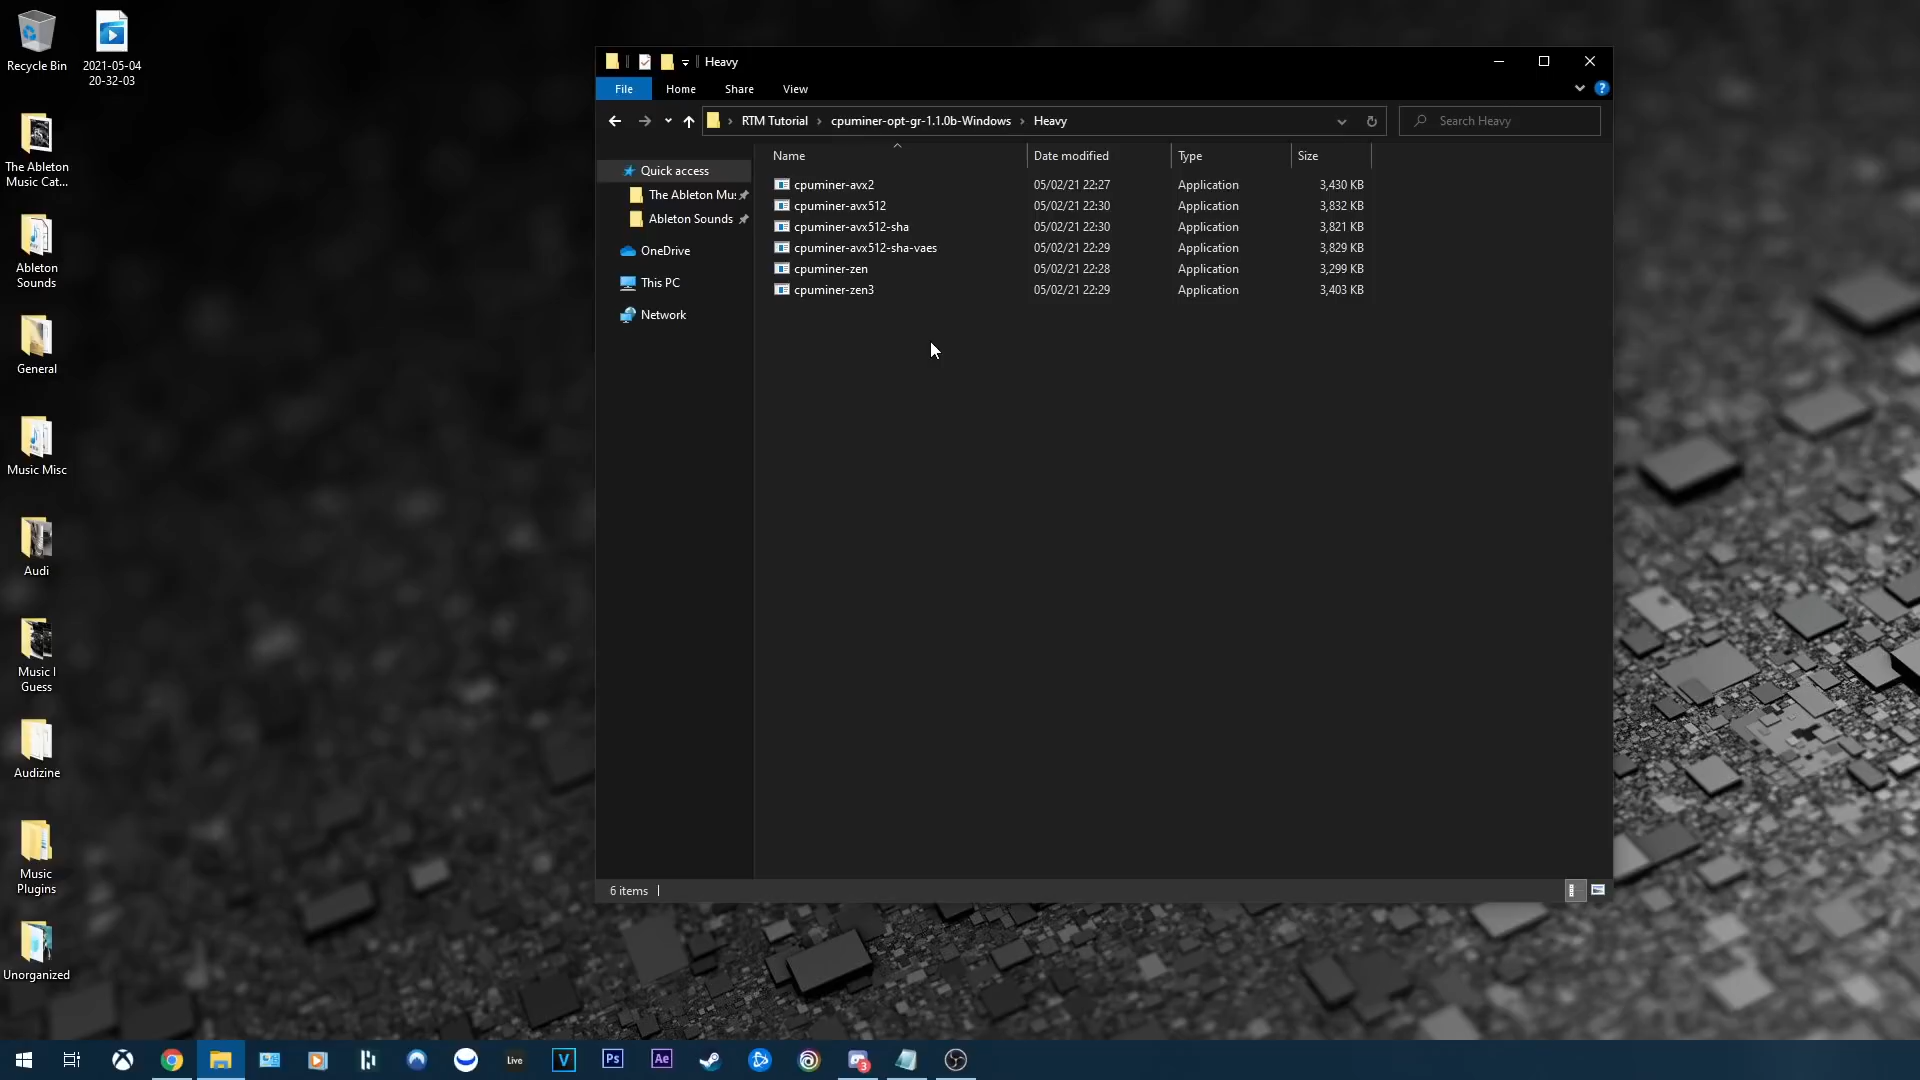 Recycle Bin
2021-05-04
20-32-03
The Ableton
Music Cat...
Ableton
Sounds
General
Music Misc
Audi
Music I
Guess
Audizine
Music
Plugins
Unorganized
Heavy
File Home Share View
RTM Tutorial › cpuminer-opt-gr-1.1.0b-Windows › Heavy
Search Heavy
Name Date modified Type Size
Quick access
The Ableton Mu:
Ableton Sounds
OneDrive
This PC
Network
cpuminer-avx2 05/02/21 22:27 Application 3,430 KB
cpuminer-avx512 05/02/21 22:30 Application 3,832 KB
cpuminer-avx512-sha 05/02/21 22:30 Application 3,821 KB
cpuminer-avx512-sha-vaes 05/02/21 22:29 Application 3,829 KB
cpuminer-zen 05/02/21 22:28 Application 3,299 KB
cpuminer-zen3 05/02/21 22:29 Application 3,403 KB
6 items
Live V Ps Ae 3